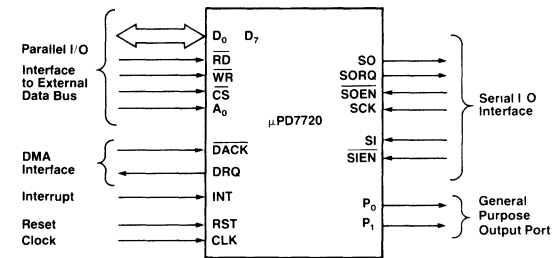 Parallel I/O
Interface
to External
Data Bus
DMA
Interface
Interrupt
Reset
Clock
D0 D7
RD
WR
CS
A0
DACK
DRQ
INT
RST
CLK
μPD7720
SO
SORQ
SOEN
SCK
SI
SIEN
P0
P1
Serial I O
Interface
General
Purpose
Output Port